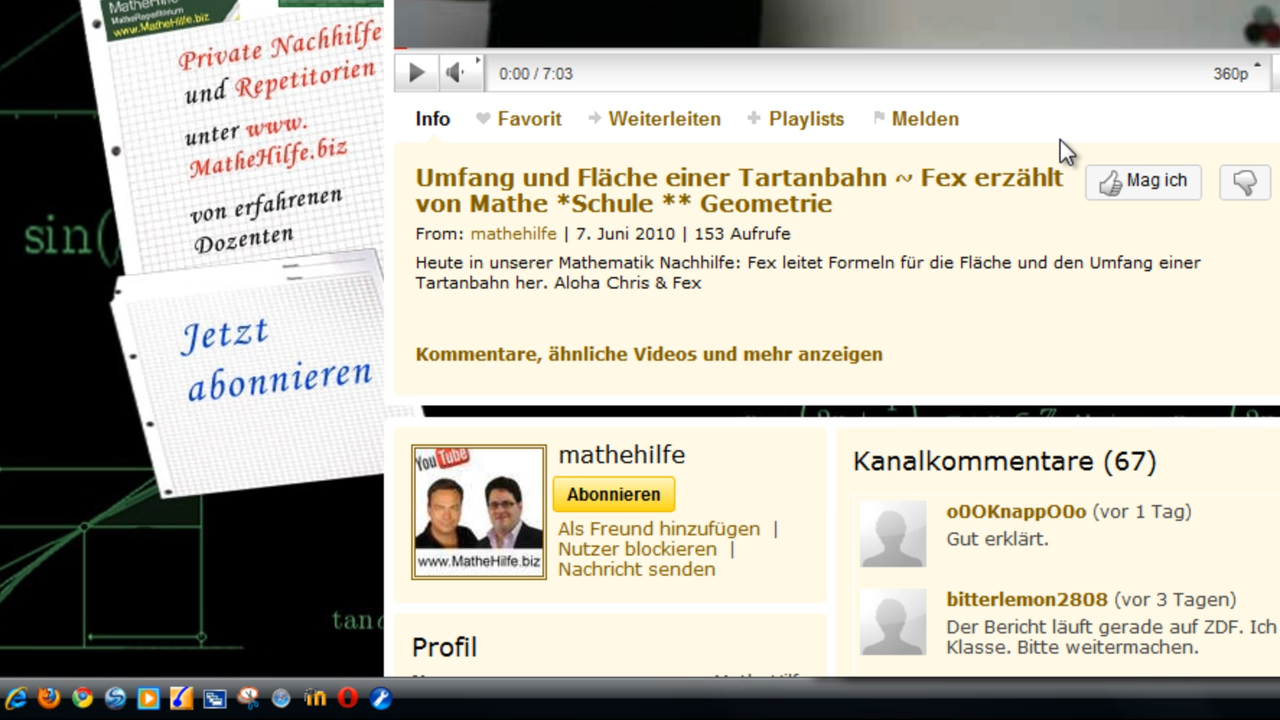 MatheHilfe
MatheRepetitorium
www.MatheHilfe.biz
Private Nachhilfe
und Repetitorien
unter www.
MatheHilfe.biz
von erfahrenen
Dozenten
sin(
Jetzt
abonnieren
tan
0:00 / 7:03
360p
Info Favorit Weiterleiten Playlists Melden
Umfang und Fläche einer Tartanbahn ~ Fex erzählt
von Mathe *Schule ** Geometrie
Mag ich
From: mathehilfe | 7. Juni 2010 | 153 Aufrufe
Heute in unserer Mathematik Nachhilfe: Fex leitet Formeln für die Fläche und den Umfang einer
Tartanbahn her. Aloha Chris & Fex
Kommentare, ähnliche Videos und mehr anzeigen
You Tube
www.MatheHilfe.biz
mathehilfe
Abonnieren
Als Freund hinzufügen |
Nutzer blockieren |
Nachricht senden
Profil
Kanalkommentare (67)
o0OKnappO0o (vor 1 Tag)
Gut erklärt.
bitterlemon2808 (vor 3 Tagen)
Der Bericht läuft gerade auf ZDF. Ich
Klasse. Bitte weitermachen.
in